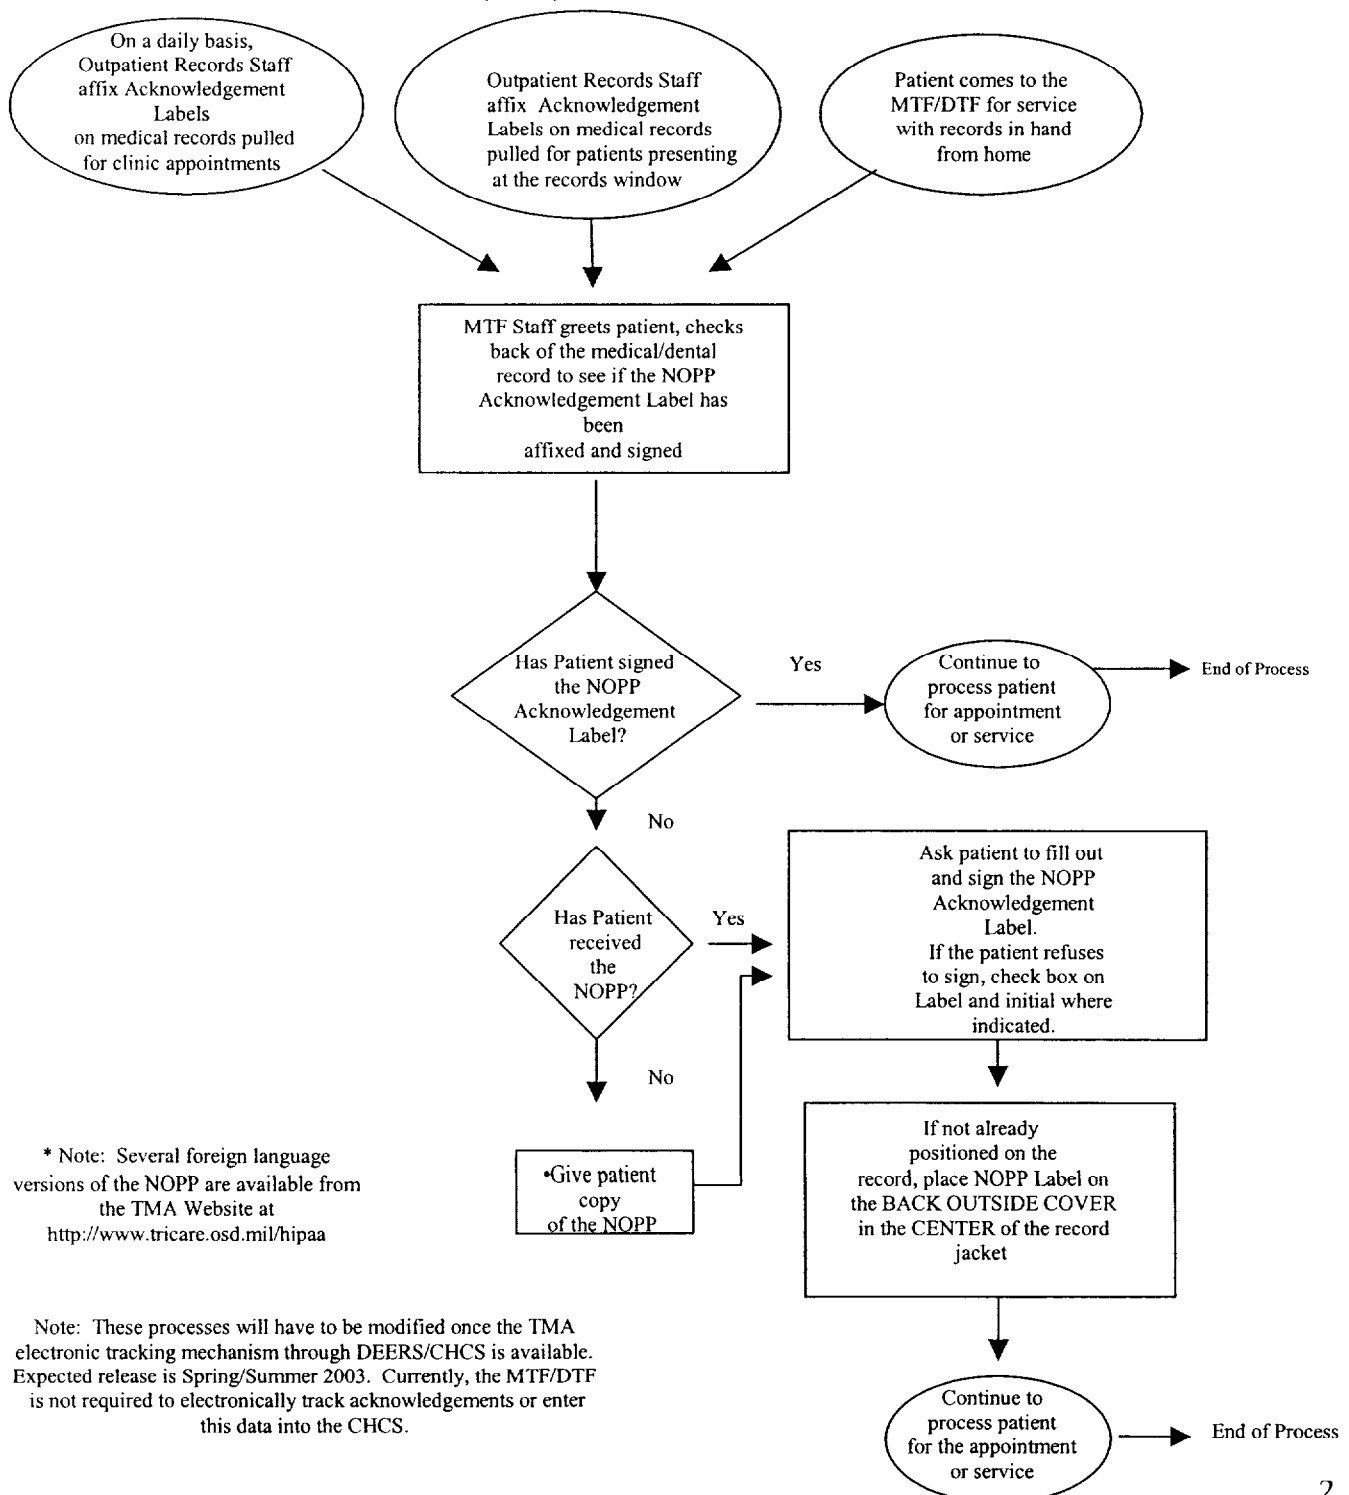 On a daily basis,
Outpatient Records Staff
affix Acknowledgement
Labels
on medical records pulled
for clinic appointments
Outpatient Records Staff
affix Acknowledgement
Labels on medical records
pulled for patients presenting
at the records window
Patient comes to the
MTF/DTF for service
with records in hand
from home
MTF Staff greets patient, checks
back of the medical/dental
record to see if the NOPP
Acknowledgement Label has
been
affixed and signed
Has Patient signed
the NOPP
Acknowledgement
Label?
Yes
Continue to
process patient
for appointment
or service
End of Process
No
Has Patient
received
the
NOPP?
Yes
Ask patient to fill out
and sign the NOPP
Acknowledgement
Label.
If the patient refuses
to sign, check box on
Label and initial where
indicated.
No
•Give patient
copy
of the NOPP
If not already
positioned on the
record, place NOPP Label on
the BACK OUTSIDE COVER
in the CENTER of the record
jacket
* Note: Several foreign language
versions of the NOPP are available from
the TMA Website at
http://www.tricare.osd.mil/hipaa
Note: These processes will have to be modified once the TMA
electronic tracking mechanism through DEERS/CHCS is available.
Expected release is Spring/Summer 2003. Currently, the MTF/DTF
is not required to electronically track acknowledgements or enter
this data into the CHCS.
Continue to
process patient
for the appointment
or service
End of Process
2